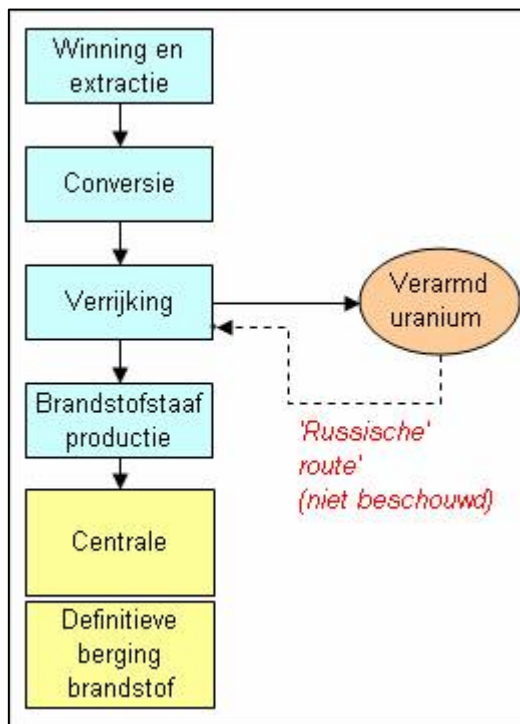 Winning en
extractie
Conversie
Verrijking
Verarmd
uranium
Brandstofstaaf
productie
'Russische'
route'
(niet beschouwd)
Centrale
Definitieve
berging
brandstof